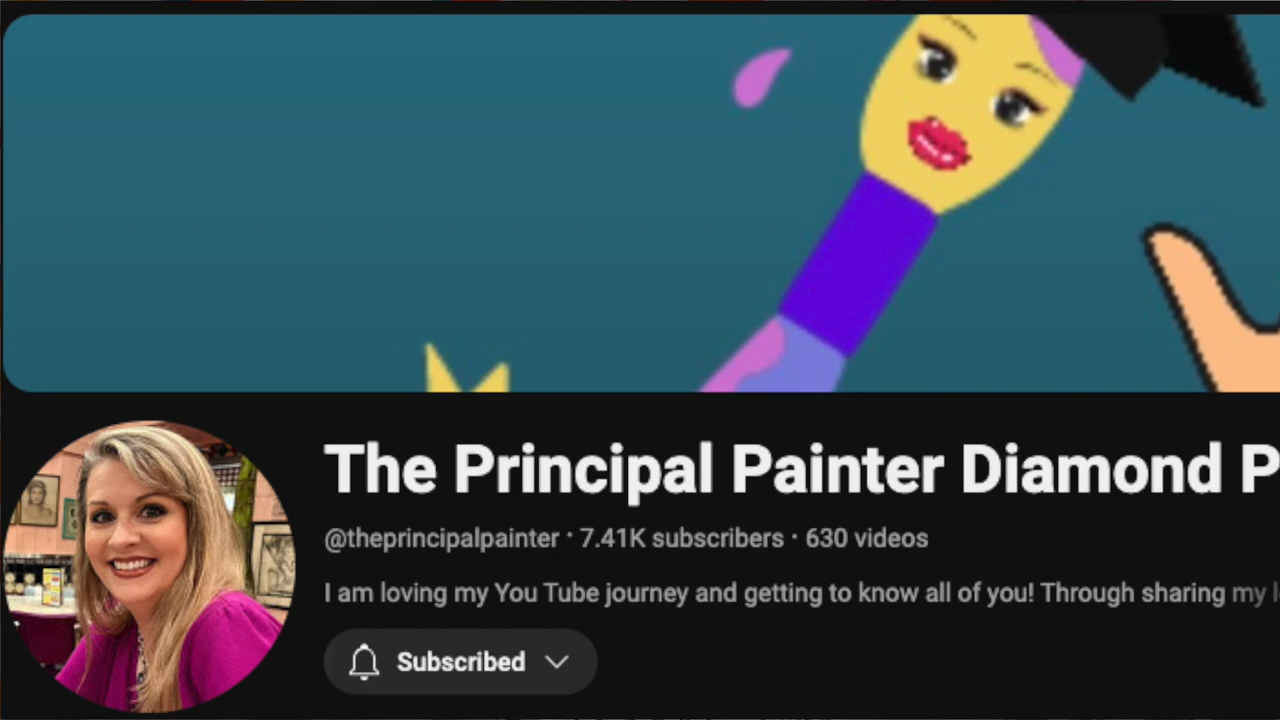 The Principal Painter Diamond P
@theprincipalpainter · 7.41K subscribers · 630 videos
I am loving my You Tube journey and getting to know all of you! Through sharing my l
Subscribed